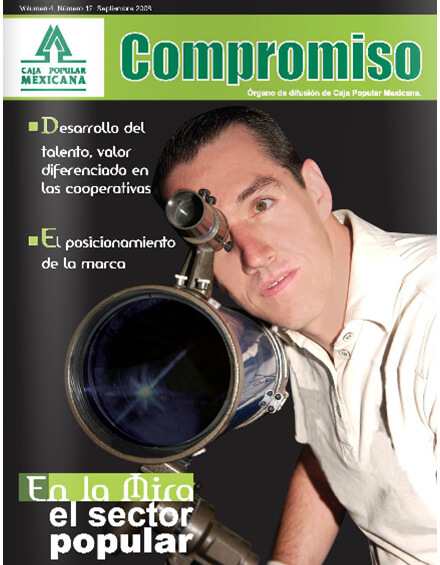 Volumen 4 Número 12 Septiembre 2008
CAJA POPULAR
MEXICANA
Compromiso
Órgano de difusión de Caja Popular Mexicana.
Desarrollo del
talento, valor
diferenciado en
las cooperativas
El posicionamiento
de la marca
En la Mira
el sector
popular